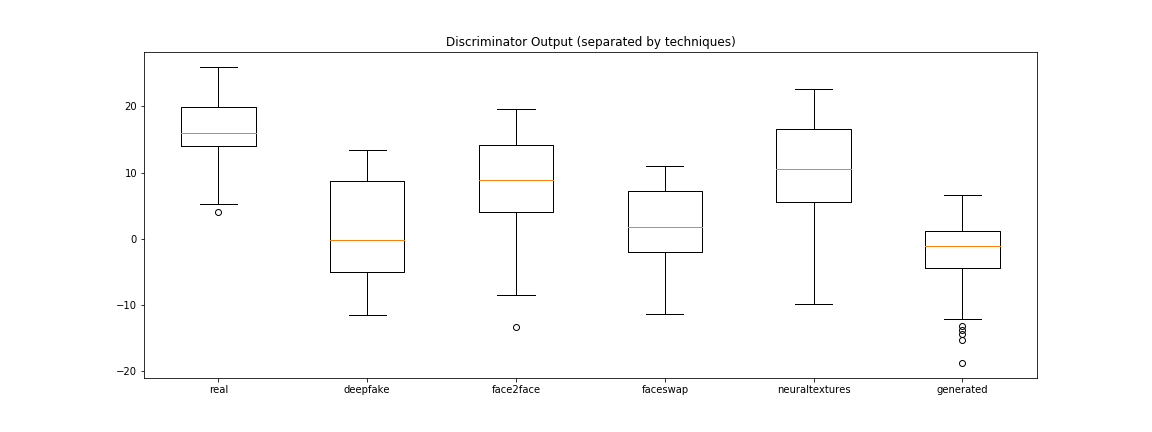 Discriminator Output (separated by techniques)
20
10
0
−10
−20
real deepfake face2face faceswap neuraltextures generated